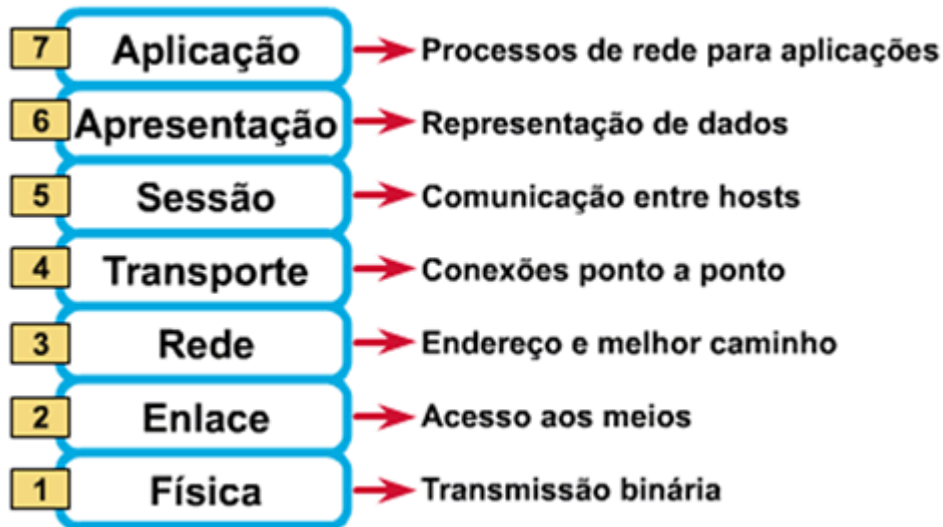 7 Aplicação Processos de rede para aplicações
6 Apresentação Representação de dados
5 Sessão Comunicação entre hosts
4 Transporte Conexões ponto a ponto
3 Rede Endereço e melhor caminho
2 Enlace Acesso aos meios
1 Física Transmissão binária